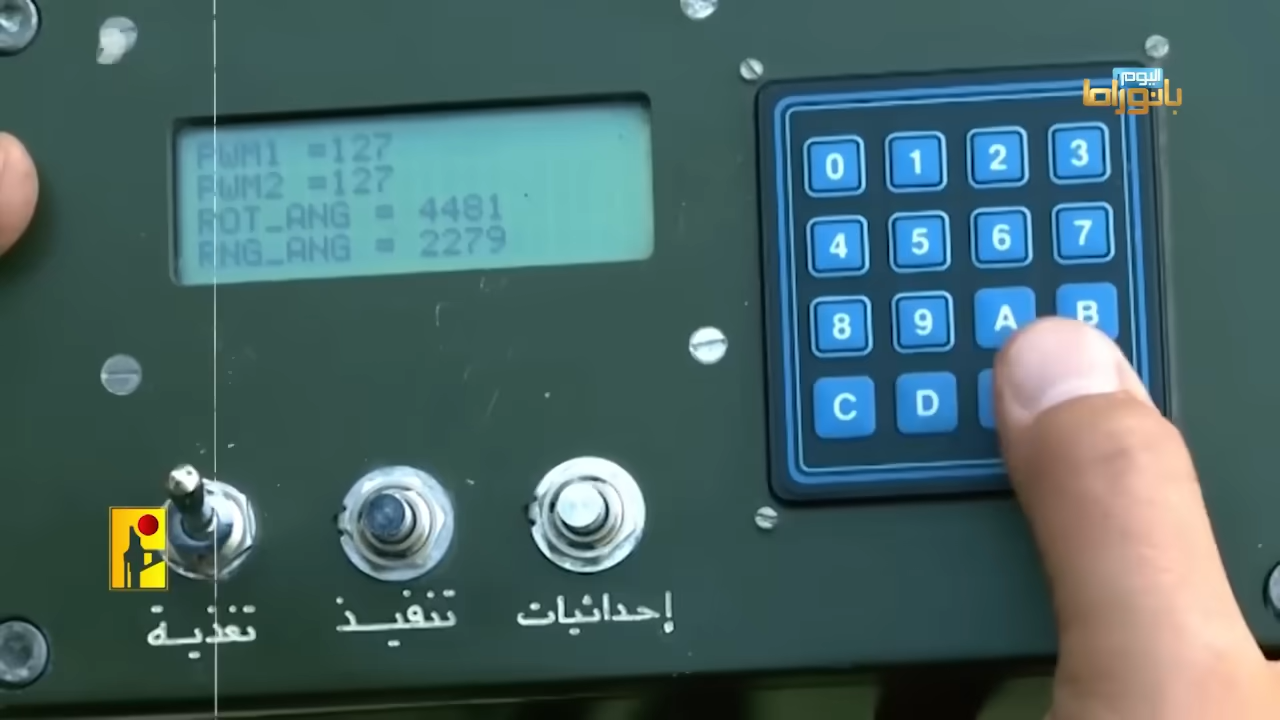 PWM1 =127
PWM2 =127
ROT_ANG = 4481
RNG_ANG = 2279
0 1 2 3
4 5 6 7
8 9 A B
C D
تغذية
تنفيذ
إحداثيات
بانوراما
اليوم